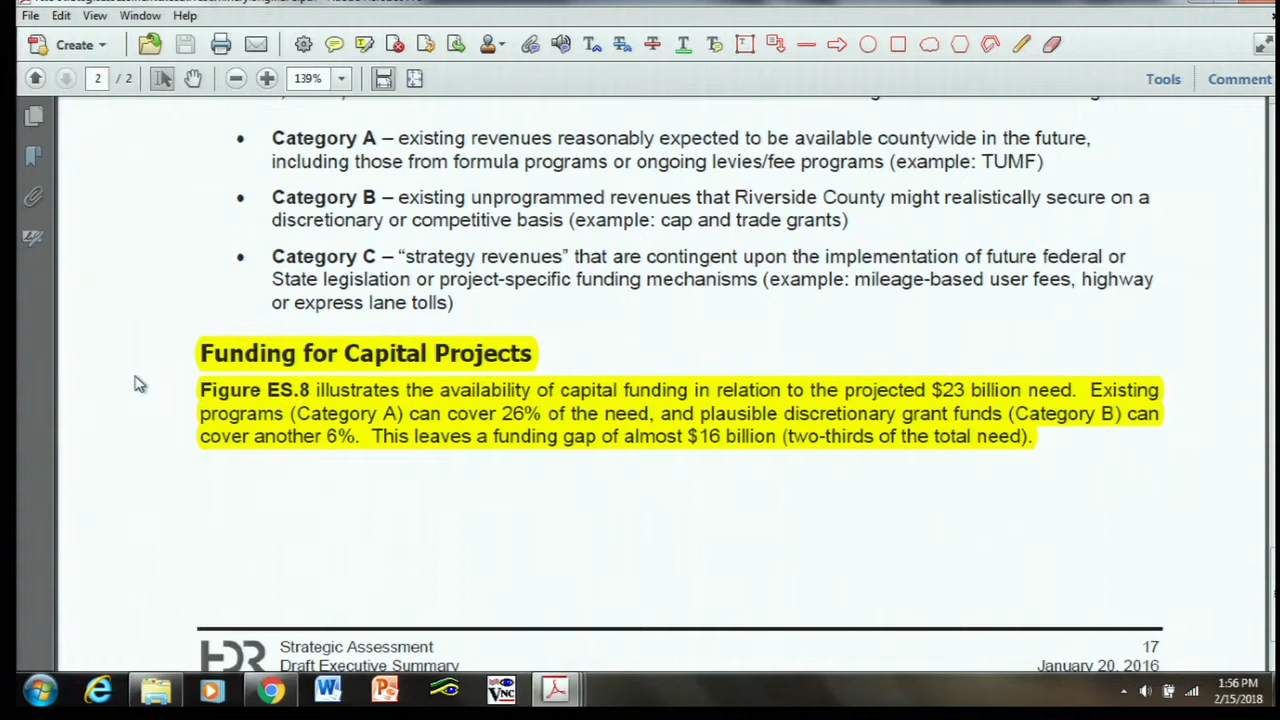 File Edit View Window Help
Create
2 / 2 139% Tools Comment
Category A – existing revenues reasonably expected to be available countywide in the future,
including those from formula programs or ongoing levies/fee programs (example: TUMF)
Category B – existing unprogrammed revenues that Riverside County might realistically secure on a
discretionary or competitive basis (example: cap and trade grants)
Category C – “strategy revenues” that are contingent upon the implementation of future federal or
State legislation or project-specific funding mechanisms (example: mileage-based user fees, highway
or express lane tolls)
Funding for Capital Projects
Figure ES.8 illustrates the availability of capital funding in relation to the projected $23 billion need. Existing
programs (Category A) can cover 26% of the need, and plausible discretionary grant funds (Category B) can
cover another 6%. This leaves a funding gap of almost $16 billion (two-thirds of the total need).
HDR
Strategic Assessment 17
Draft Executive Summary January 20, 2016
1:56 PM
2/15/2018